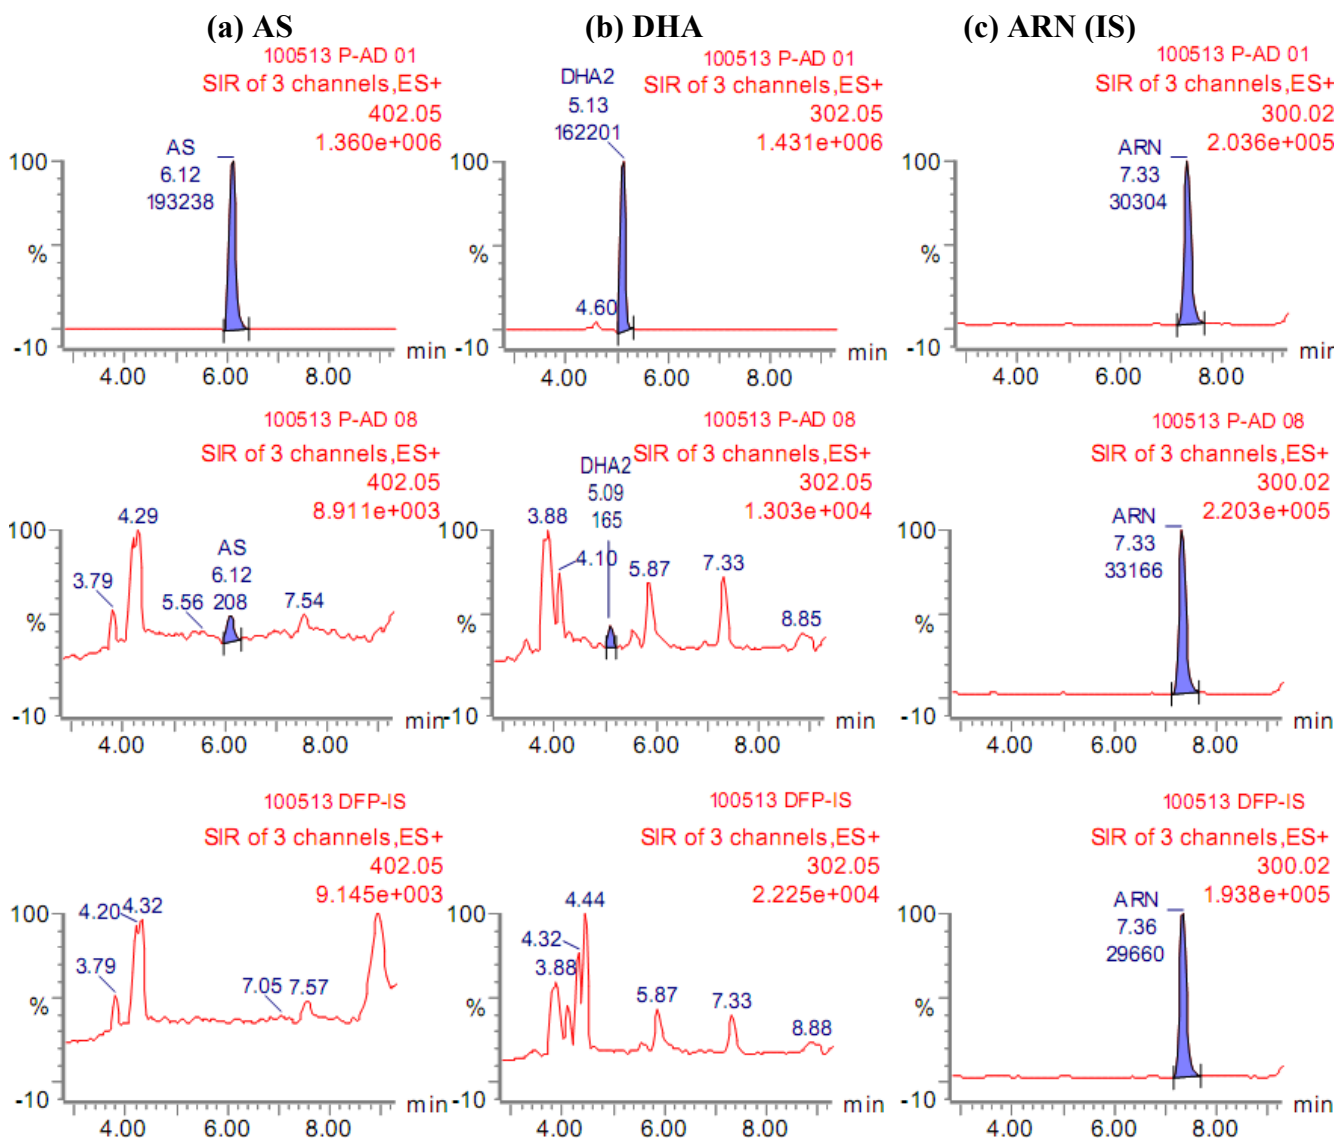 (a) AS
(b) DHA
(c) ARN (IS)
100513 P-AD 01
SIR of 3 channels,ES+
402.05
1.360e+006
AS
6.12
193238
100
%
-10
4.00 6.00 8.00
min
100513 P-AD 01
SIR of 3 channels,ES+
302.05
1.431e+006
DHA2
5.13
162201
4.60
100
%
-10
4.00 6.00 8.00
min
100513 P-AD 01
SIR of 3 channels,ES+
300.02
2.036e+005
ARN
7.33
30304
100
%
-10
4.00 6.00 8.00
min
100513 P-AD 08
SIR of 3 channels,ES+
402.05
8.911e+003
4.29
3.79
5.56
AS
6.12
208
7.54
100
%
-10
4.00 6.00 8.00
min
100513 P-AD 08
SIR of 3 channels,ES+
302.05
1.303e+004
DHA2
5.09
165
3.88
4.10
5.87
7.33
8.85
100
%
-10
4.00 6.00 8.00
min
100513 P-AD 08
SIR of 3 channels,ES+
300.02
2.203e+005
ARN
7.33
33166
100
%
-10
4.00 6.00 8.00
min
100513 DFP-IS
SIR of 3 channels,ES+
402.05
9.145e+003
4.20 4.32
3.79
7.05 7.57
100
%
-10
4.00 6.00 8.00
min
100513 DFP-IS
SIR of 3 channels,ES+
302.05
2.225e+004
4.44
4.32
3.88
5.87
7.33
8.88
100
%
-10
4.00 6.00 8.00
min
100513 DFP-IS
SIR of 3 channels,ES+
300.02
1.938e+005
ARN
7.36
29660
100
%
-10
4.00 6.00 8.00
min